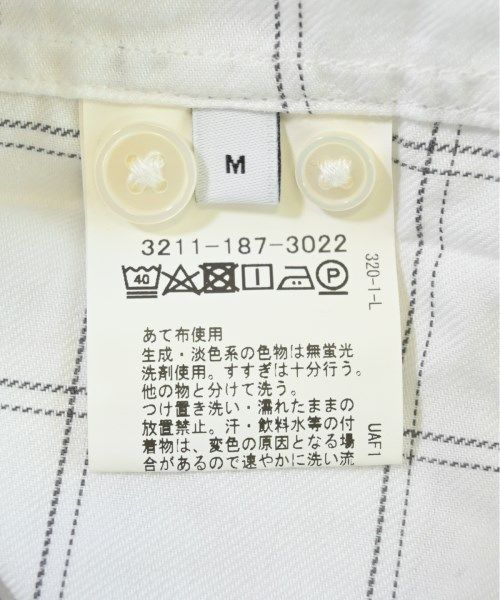 M
3211-187-3022
40 P
320-1-L
あて布使用
生成・淡色系の色物は無蛍光
洗剤使用。すすぎは十分行う。
他の物と分けて洗う。
つけ置き洗い・濡れたままの
放置禁止。汗・飲料水等の付
着物は、変色の原因となる場
合があるので速やかに洗い流
UAF1